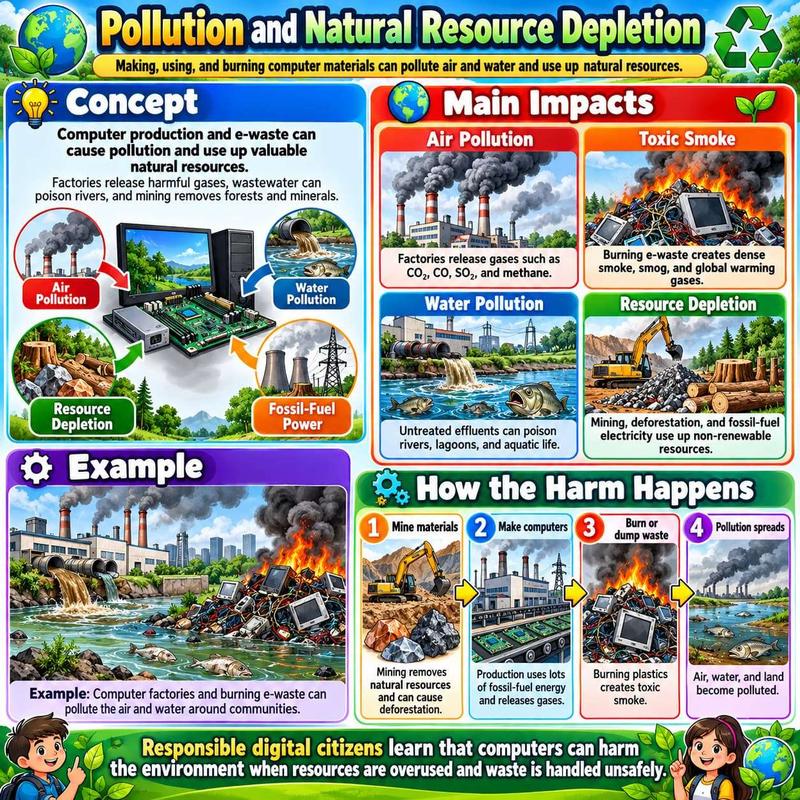 Pollution and Natural Resource Depletion
Making, using, and burning computer materials can pollute air and water and use up natural resources.
Concept
Computer production and e-waste can
cause pollution and use up valuable
natural resources.
Factories release harmful gases, wastewater can
poison rivers, and mining removes forests and minerals.
Air
Pollution
Water
Pollution
Resource
Depletion
Fossil-Fuel
Power
Main Impacts
Air Pollution
Factories release gases such as
CO₂, CO, SO₂, and methane.
Toxic Smoke
Burning e-waste creates dense
smoke, smog, and global warming
gases.
Water Pollution
Untreated effluents can poison
rivers, lagoons, and aquatic life.
Resource Depletion
Mining, deforestation, and fossil-fuel
electricity use up non-renewable
resources.
Example
Example: Computer factories and burning e-waste can
pollute the air and water around communities.
How the Harm Happens
1 Mine materials
Mining removes
natural resources
and can cause
deforestation.
2 Make computers
Production uses lots
of fossil-fuel energy
and releases gases.
3 Burn or
dump waste
Burning plastics
creates toxic
smoke.
4 Pollution spreads
Air, water, and land
become polluted.
Responsible digital citizens learn that computers can harm
the environment when resources are overused and waste is handled unsafely.